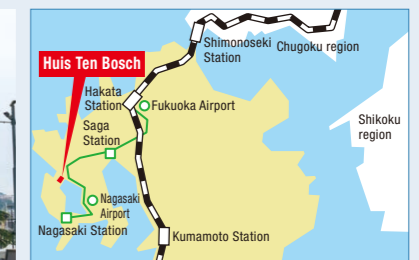 Shimonoseki
Station
Chugoku region
Huis Ten Bosch
Hakata
Station
Fukuoka Airport
Saga
Station
Shikoku
region
Nagasaki
Airport
Nagasaki Station
Kumamoto Station